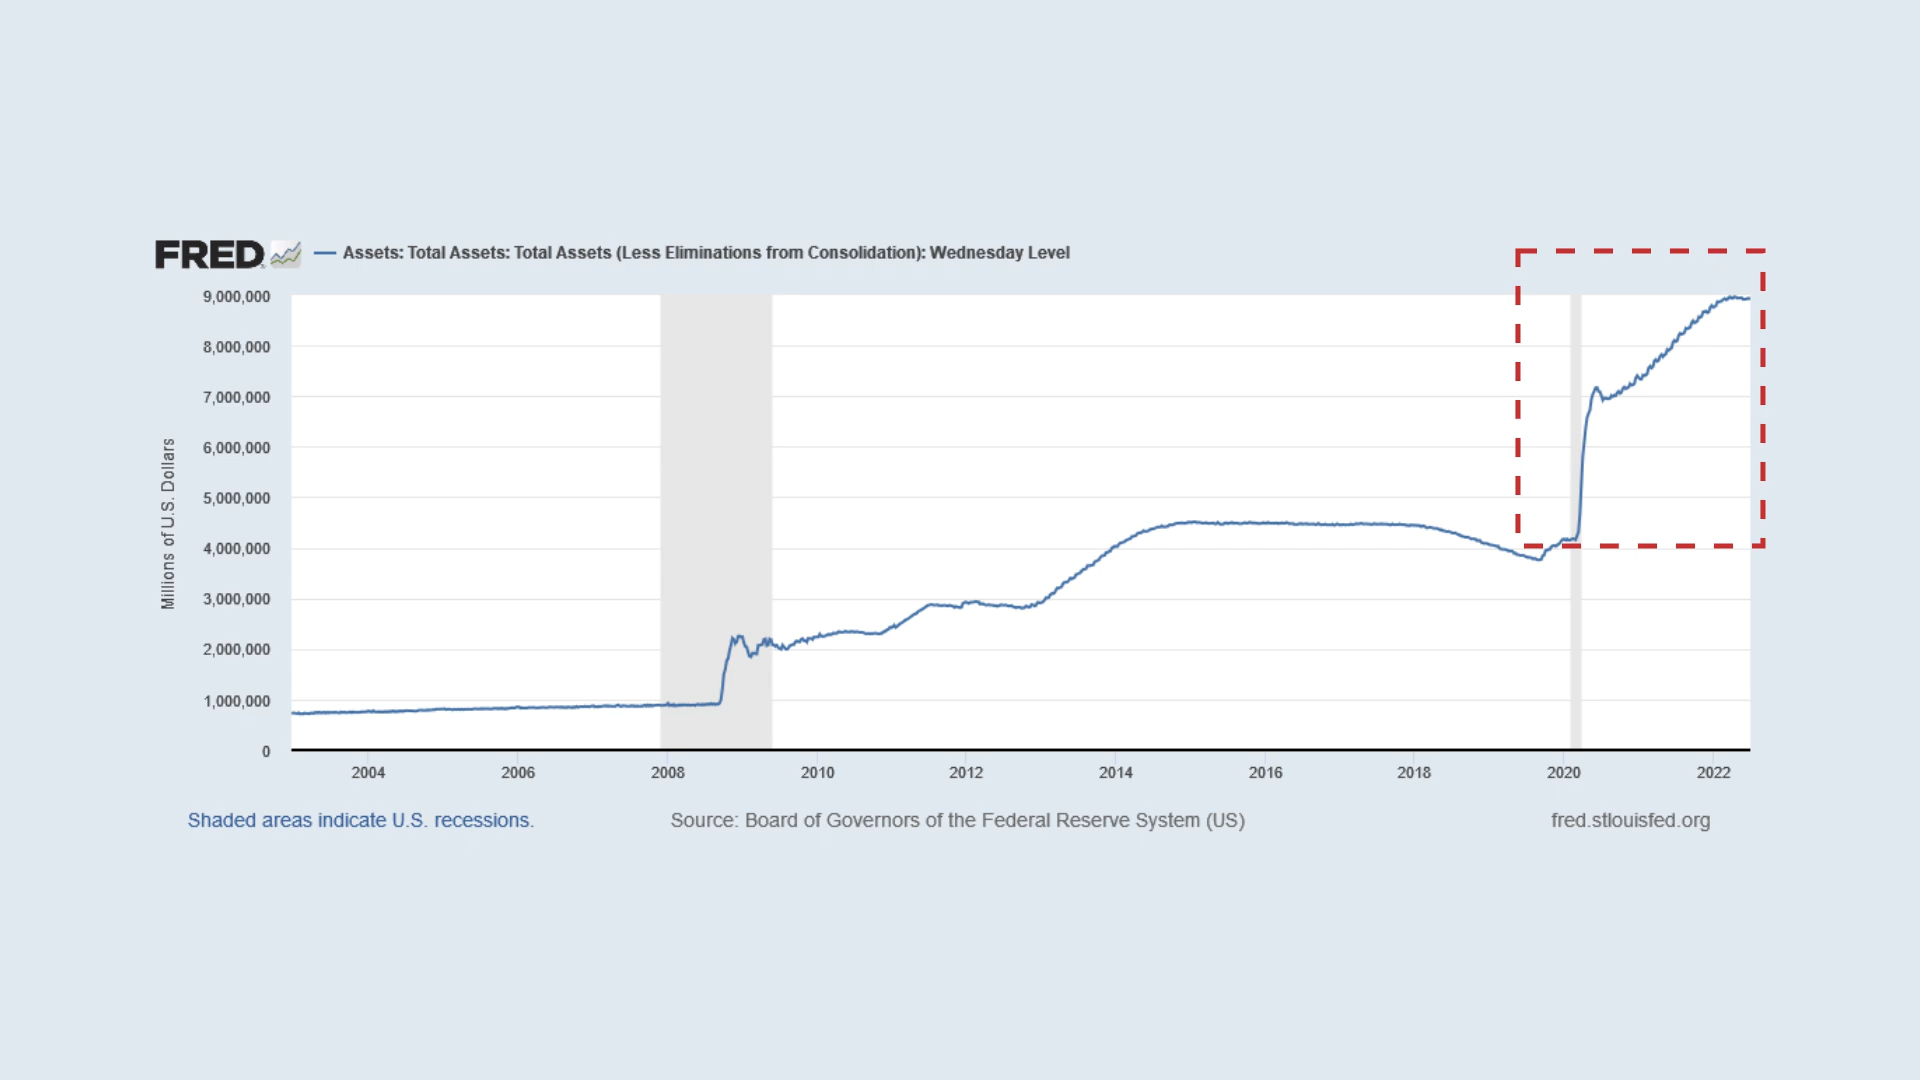 FRED — Assets: Total Assets: Total Assets (Less Eliminations from Consolidation): Wednesday Level
9,000,000
8,000,000
7,000,000
6,000,000
5,000,000
4,000,000
3,000,000
2,000,000
1,000,000
0
Millions of U.S. Dollars
2004 2006 2008 2010 2012 2014 2016 2018 2020 2022
Shaded areas indicate U.S. recessions. Source: Board of Governors of the Federal Reserve System (US) fred.stlouisfed.org